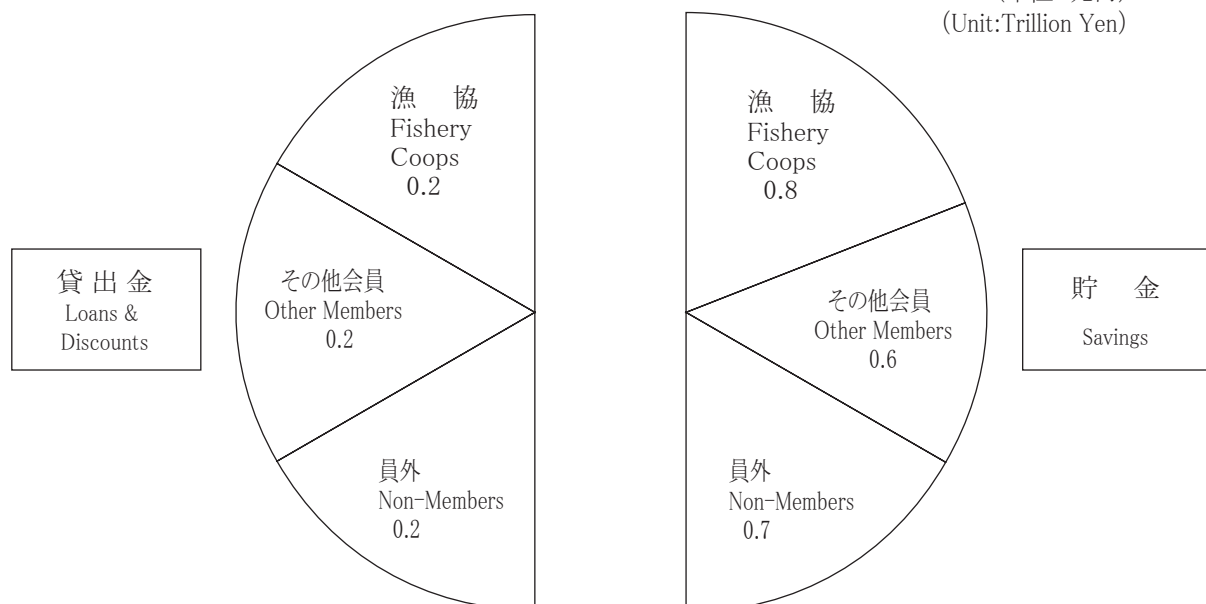 (Unit:Trillion Yen)
漁 協
Fishery
Coops
0.2
その他会員
Other Members
0.2
員外
Non-Members
0.2
貸出金
Loans &
Discounts
漁 協
Fishery
Coops
0.8
その他会員
Other Members
0.6
員外
Non-Members
0.7
貯 金
Savings